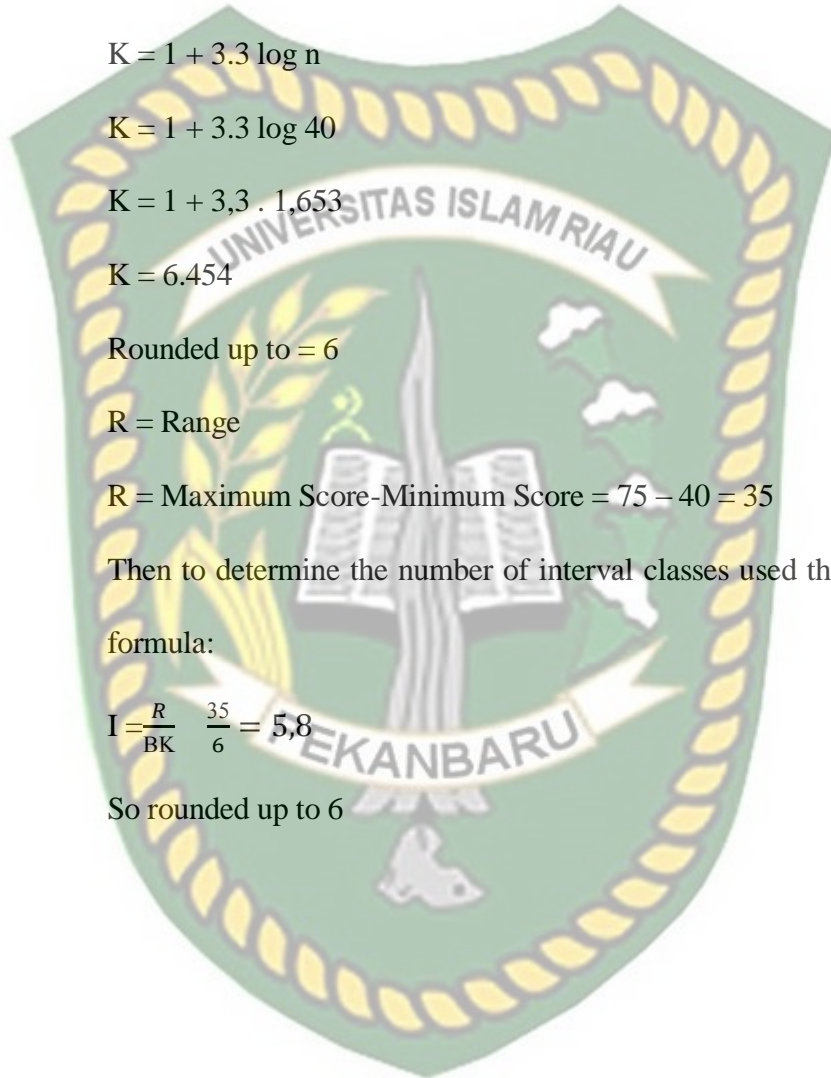 K = 1 + 3.3 log n
K = 1 + 3.3 log 40
K = 1 + 3,3 . 1,653
UNIVERSITAS ISLAM RIAU
K = 6.454
Rounded up to = 6
R = Range
R = Maximum Score-Minimum Score = 75 – 40 = 35
Then to determine the number of interval classes used th
formula:
I = R/BK 35/6 = 5,8
PEKANBARU
So rounded up to 6